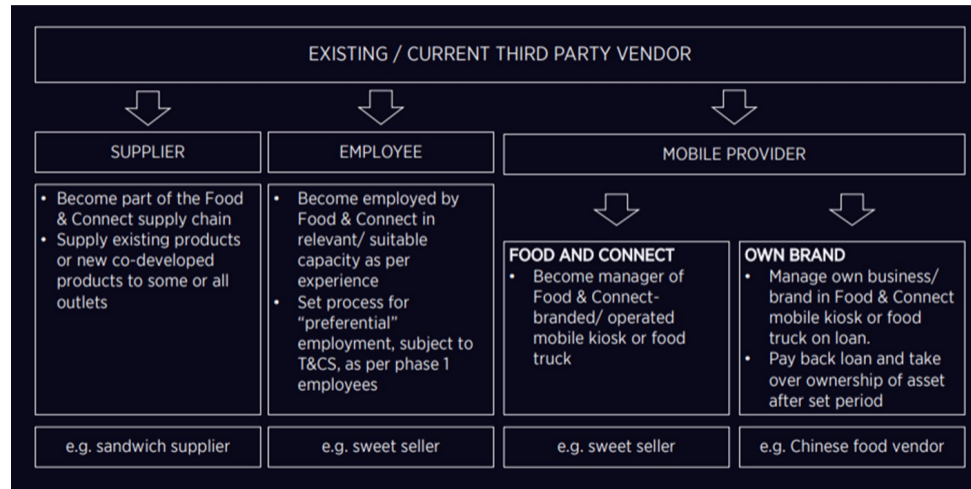 EXISTING / CURRENT THIRD PARTY VENDOR
SUPPLIER
• Become part of the Food
& Connect supply chain
• Supply existing products
or new co-developed
products to some or all
outlets
e.g. sandwich supplier
EMPLOYEE
• Become employed by
Food & Connect in
relevant/ suitable
capacity as per
experience
• Set process for
“preferential”
employment, subject to
T&CS, as per phase 1
employees
e.g. sweet seller
MOBILE PROVIDER
FOOD AND CONNECT
• Become manager of
Food & Connect-
branded/ operated
mobile kiosk or food
truck
e.g. sweet seller
OWN BRAND
• Manage own business/
brand in Food & Connect
mobile kiosk or food
truck on loan.
• Pay back loan and take
over ownership of asset
after set period
e.g. Chinese food vendor